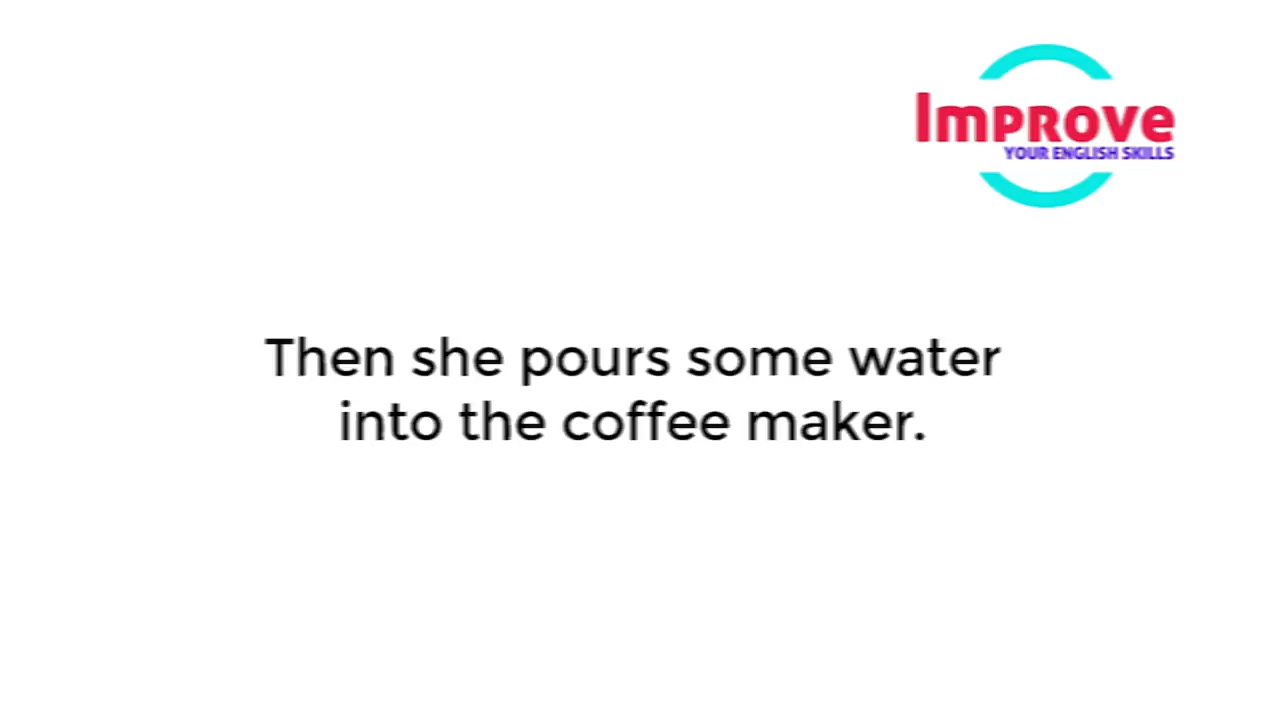 Improve
YOUR ENGLISH SKILLS
Then she pours some water
into the coffee maker.